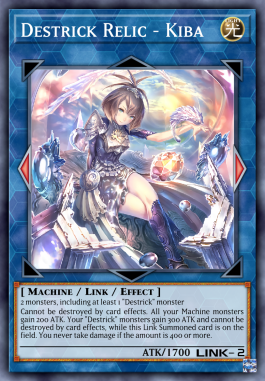 DESTRICK RELIC - KIBA
LIGHT
光
[ MACHINE / LINK / EFFECT ]
2 monsters, including at least 1 "Destrick" monster
Cannot be destroyed by card effects. All your Machine monsters
gain 200 ATK. Your "Destrick" monsters gain 300 ATK and cannot be
destroyed by card effects, while this Link Summoned card is on the
field. You never take damage if the amount is 400 or more.
ATK/1700 LINK-2